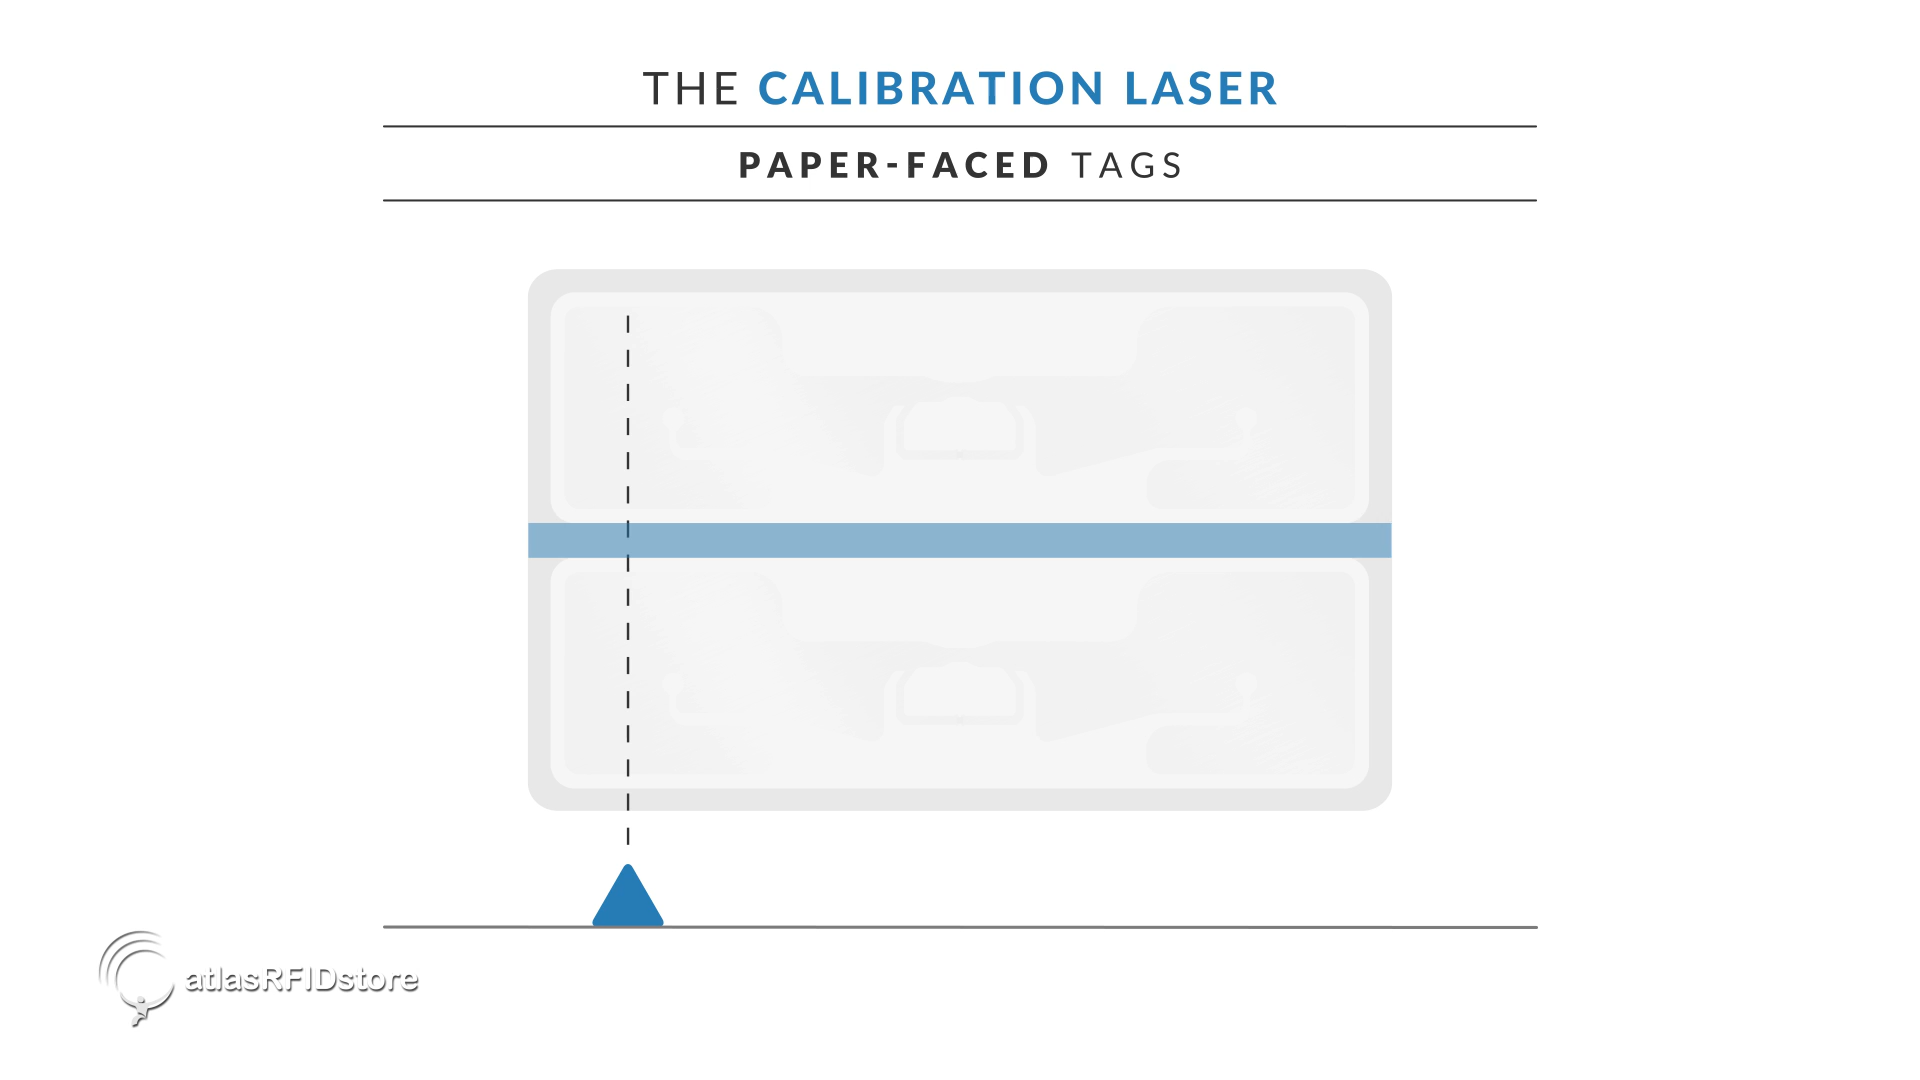 THE CALIBRATION LASER
PAPER-FACED TAGS
atlasRFIDstore